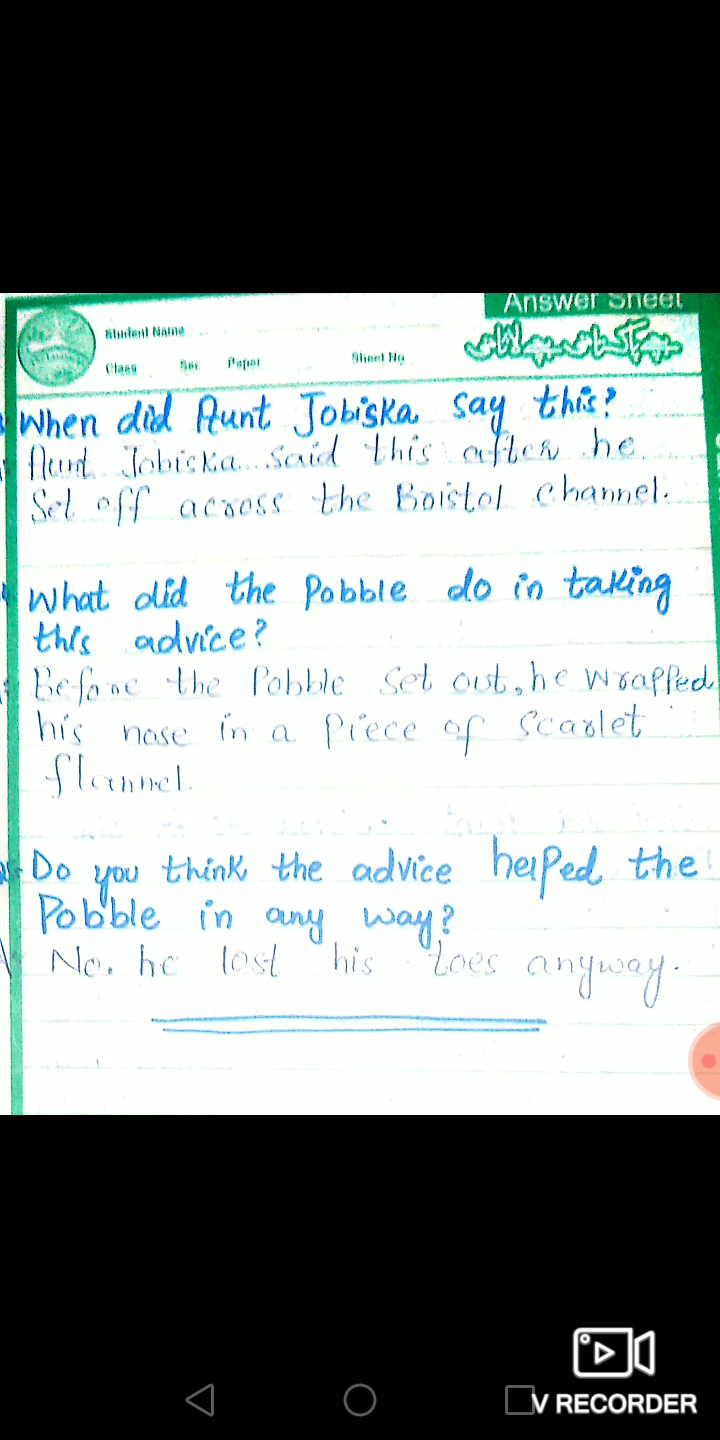 Answer Sheet
Student Name
Class Sec Paper Sheet No
When did Aunt Jobiska say this?
Aunt Jobiska said this after he
Set off across the Bristol channel.
What did the Pobble do in taking
this advice?
Before the Pobble set out, he wrapped
his nose in a piece of scarlet
flannel.
Do you think the advice helped the
Pobble in any way?
No. he lost his toes anyway.
V RECORDER